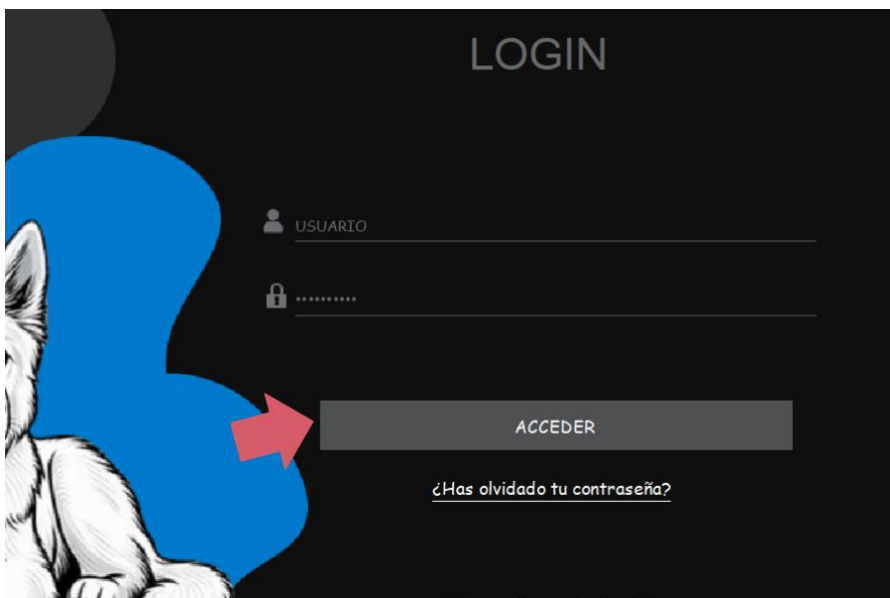 LOGIN
USUARIO
••••••••••
ACCEDER
¿Has olvidado tu contraseña?